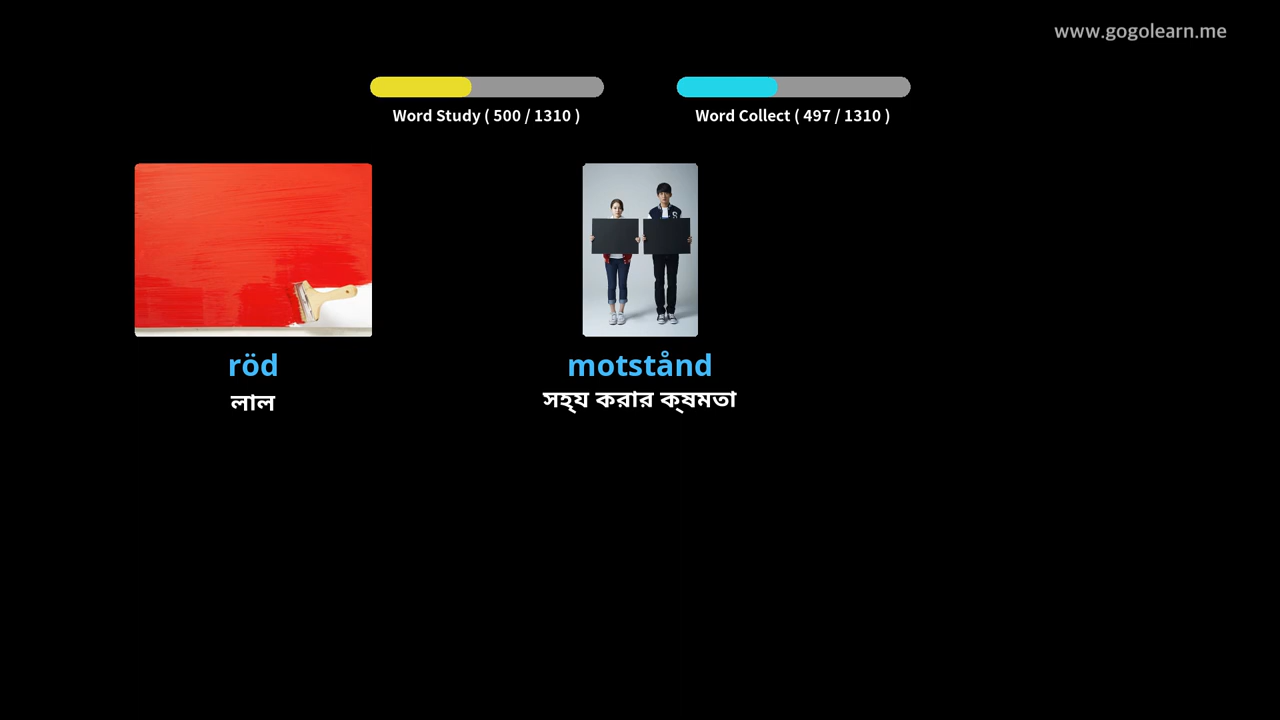 www.gogolearn.me
Word Study ( 500 / 1310 )
Word Collect ( 497 / 1310 )
röd
লাল
motstånd
সহ্য করার ক্ষমতা